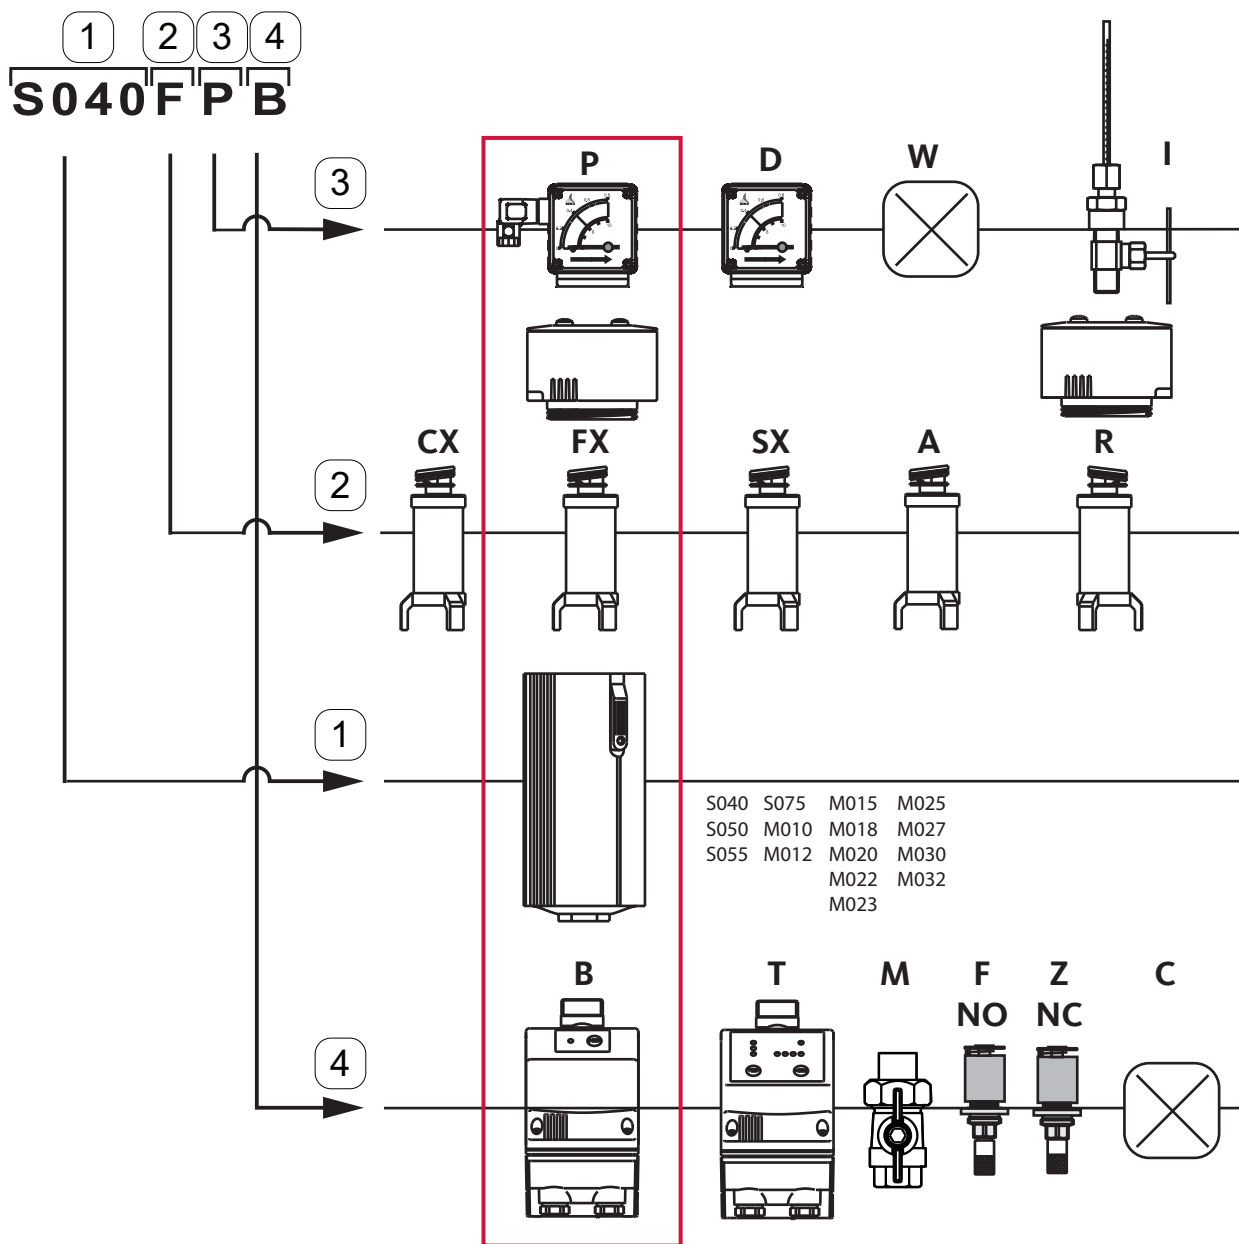 1 2 3 4
S040 F P B
3
P D W I
2
CX FX SX A R
1
S040 S075 M015 M025
S050 M010 M018 M027
S055 M012 M020 M030
M022 M032
M023
4
B T M F Z C
NO NC